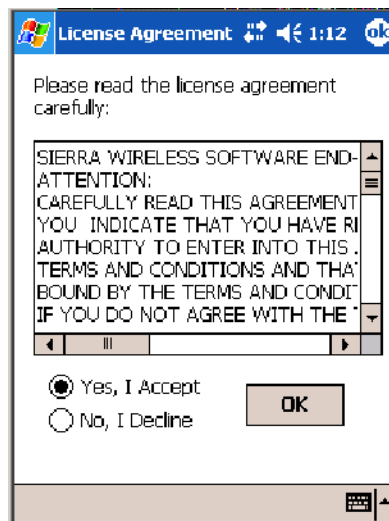 License Agreement 1:12 ok
Please read the license agreement
carefully:
SIERRA WIRELESS SOFTWARE END-
ATTENTION:
CAREFULLY READ THIS AGREEMENT
YOU INDICATE THAT YOU HAVE
AUTHORITY TO ENTER INTO THIS
TERMS AND CONDITIONS AND
BOUND BY THE TERMS AND
IF YOU DO NOT AGREE WITH THE
Yes, I Accept
No, I Decline
OK